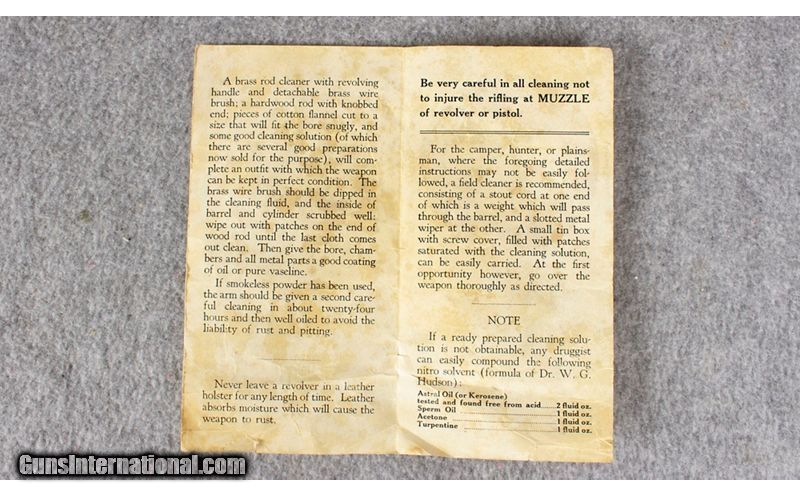 A brass rod cleaner with revolving
handle and detachable brass wire
brush; a hardwood rod with knobbed
end; pieces of cotton flannel cut to a
size that will fit the bore snugly, and
some good cleaning solution (of which
there are several good preparations
now sold for the purpose), will com-
plete an outfit with which the weapon
can be kept in perfect condition. The
brass wire brush should be dipped in
the cleaning fluid, and the inside of
barrel and cylinder scrubbed well;
wipe out with patches on the end of
wood rod until the last cloth comes
out clean. Then give the bore, cham-
bers and all metal parts a good coating
of oil or pure vaseline.
If smokeless powder has been used,
the arm should be given a second care-
ful cleaning in about twenty-four
hours and then well oiled to avoid the
liability of rust and pitting.
Never leave a revolver in a leather
holster for any length of time. Leather
absorbs moisture which will cause the
weapon to rust.
Be very careful in all cleaning not
to injure the rifling at MUZZLE
of revolver or pistol.
For the camper, hunter, or plains-
man, where the foregoing detailed
instructions may not be easily fol-
lowed, a field cleaner is recommended,
consisting of a stout cord at one end
of which is a weight which will pass
through the barrel, and a slotted metal
wiper at the other. A small tin box
with screw cover, filled with patches
saturated with the cleaning solution,
can be easily carried. At the first
opportunity however, go over the
weapon thoroughly as directed.
NOTE
If a ready prepared cleaning solu-
tion is not obtainable, any druggist
can easily compound the following
nitro solvent (formula of Dr. W. G.
Hudson):
Astral Oil (or Kerosene)
tested and found free from acid......2 fluid oz.
Sperm Oil ...... 1 fluid oz.
Acetone ...... 1 fluid oz.
Turpentine ...... 1 fluid oz.
GunsInternational.com